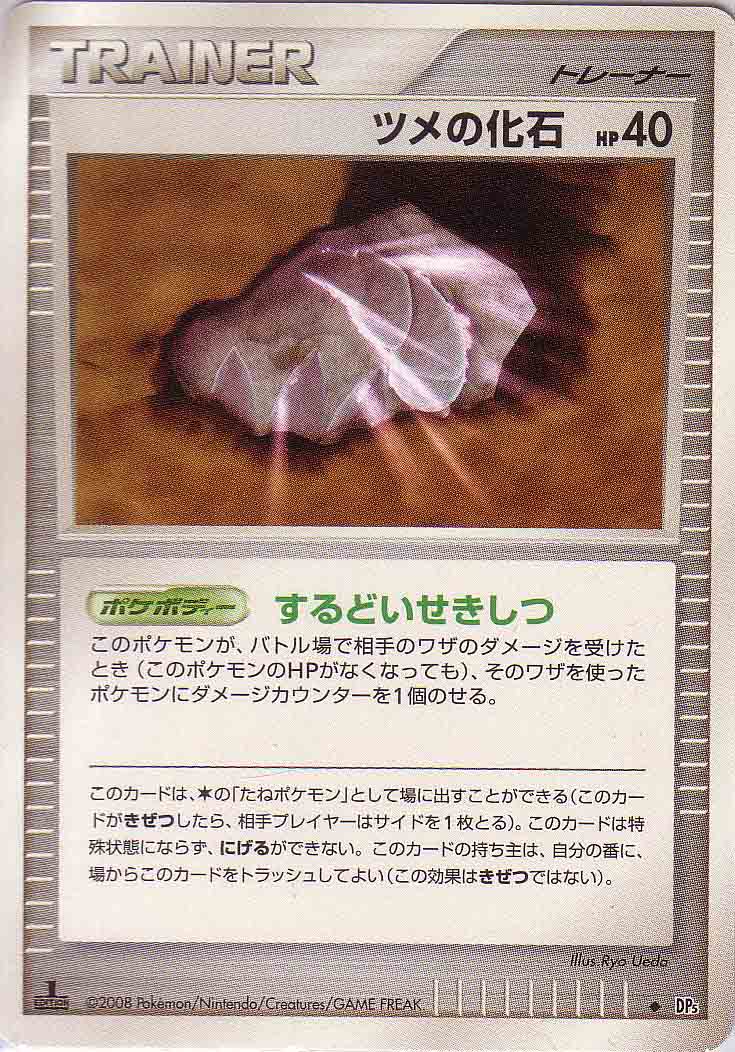 TRAINER
トレーナー
ツメの化石 HP40
ポケボディー するどいせきしつ
このポケモンが、バトル場で相手のワザのダメージを受けた
とき（このポケモンのHPがなくなっても）、そのワザを使った
ポケモンにダメージカウンターを1個のせる。
このカードは、✶の「たねポケモン」として場に出すことができる（このカー
ドがきぜつしたら、相手プレイヤーはサイドを1枚とる）。このカードは特
殊状態にならず、にげるができない。このカードの持ち主は、自分の番に、
場からこのカードをトラッシュしてよい（この効果はきぜつではない）。
Illus. Ryo Ueda
1 EDITION ©2008 Pokémon/Nintendo/Creatures/GAME FREAK ◆ DP5